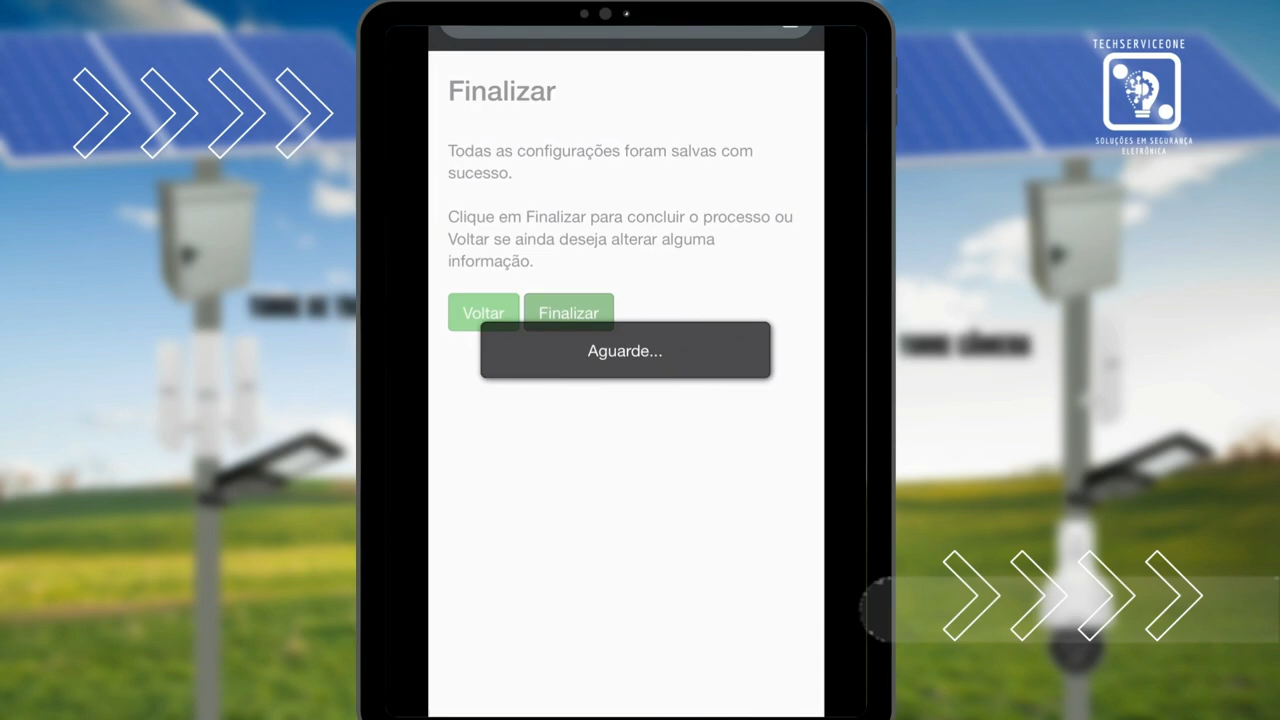 Finalizar
Todas as configurações foram salvas com
sucesso.
Clique em Finalizar para concluir o processo ou
Voltar se ainda deseja alterar alguma
informação.
Voltar
Finalizar
Aguarde...
TECHSERVICEONE
SOLUÇÕES EM SEGURANÇA
ELETRÔNICA